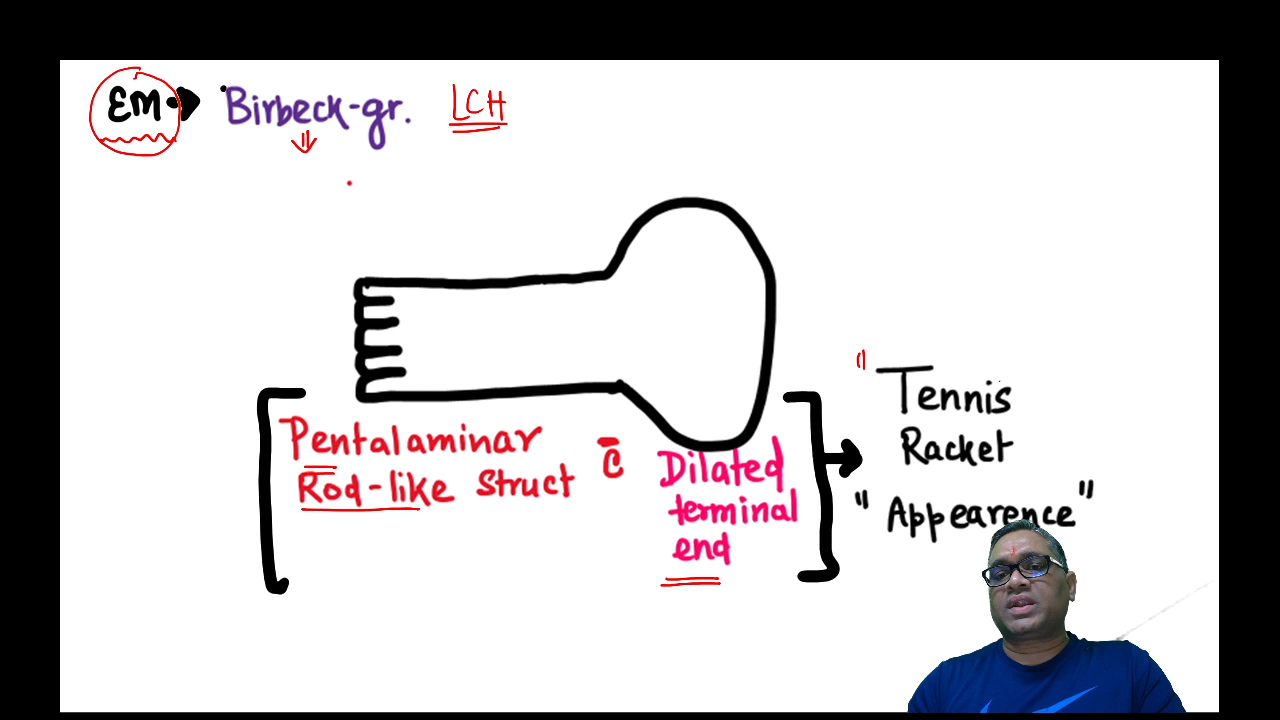 EM → Birbeck-gr. LCH
Pentalaminar
Rod-like Struct c̄
Dilated
terminal
end
"Tennis
Racket
"Appearence"